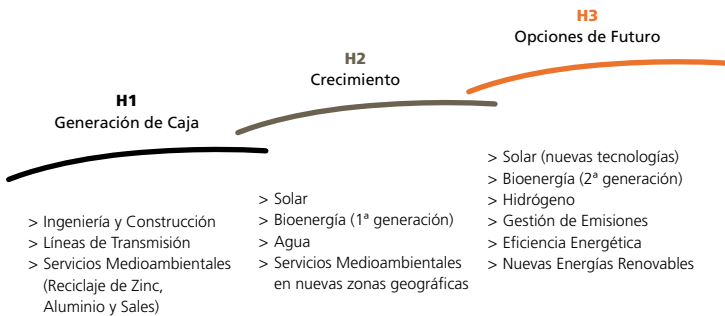 H1
Generación de Caja
> Ingeniería y Construcción
> Líneas de Transmisión
> Servicios Medioambientales
(Reciclaje de Zinc,
Aluminio y Sales)
H2
Crecimiento
> Solar
> Bioenergía (1ª generación)
> Agua
> Servicios Medioambientales
en nuevas zonas geográficas
H3
Opciones de Futuro
> Solar (nuevas tecnologías)
> Bioenergía (2ª generación)
> Hidrógeno
> Gestión de Emisiones
> Eficiencia Energética
> Nuevas Energías Renovables